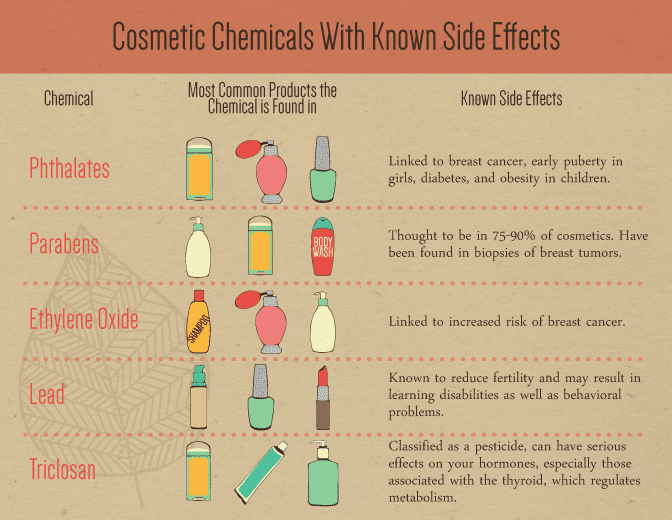 Cosmetic Chemicals With Known Side Effects
Chemical
Most Common Products the
Chemical is Found in
Known Side Effects
Phthalates
Linked to breast cancer, early puberty in
girls, diabetes, and obesity in children.
Parabens
BODY
WASH
Thought to be in 75-90% of cosmetics. Have
been found in biopsies of breast tumors.
Ethylene Oxide
SHAMPOO
Linked to increased risk of breast cancer.
Lead
Known to reduce fertility and may result in
learning disabilities as well as behavioral
problems.
Triclosan
Classified as a pesticide, can have serious
effects on your hormones, especially those
associated with the thyroid, which regulates
metabolism.